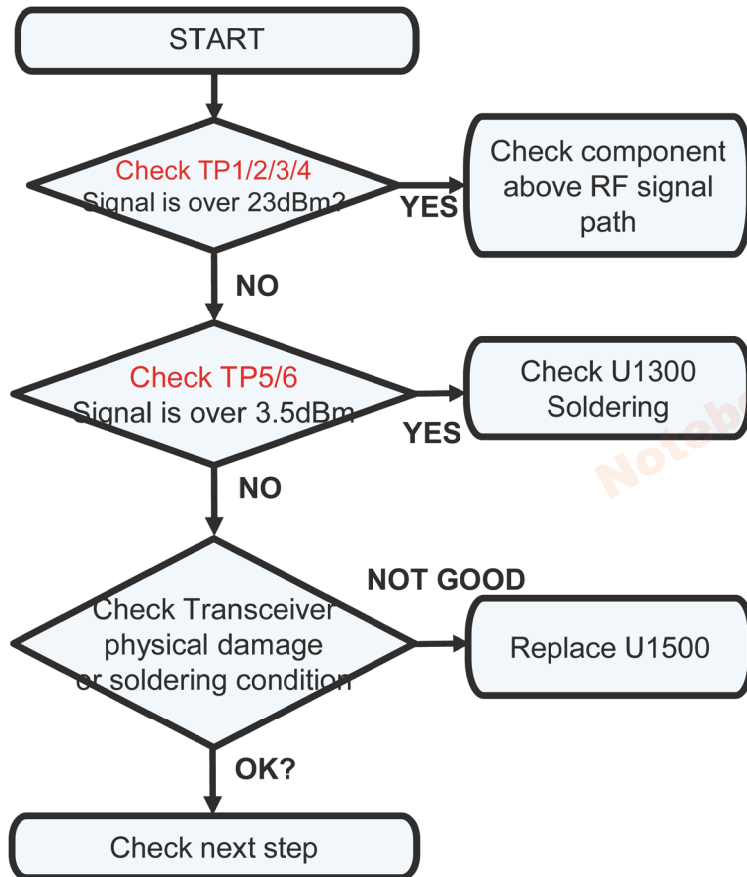 START
Check TP1/2/3/4
Signal is over 23dBm?
YES
Check component
above RF signal
path
NO
Check TP5/6
Signal is over 3.5dBm
YES
Check U1300
Soldering
NO
Check Transceiver
physical damage
or soldering condition
NOT GOOD
Replace U1500
OK?
Check next step